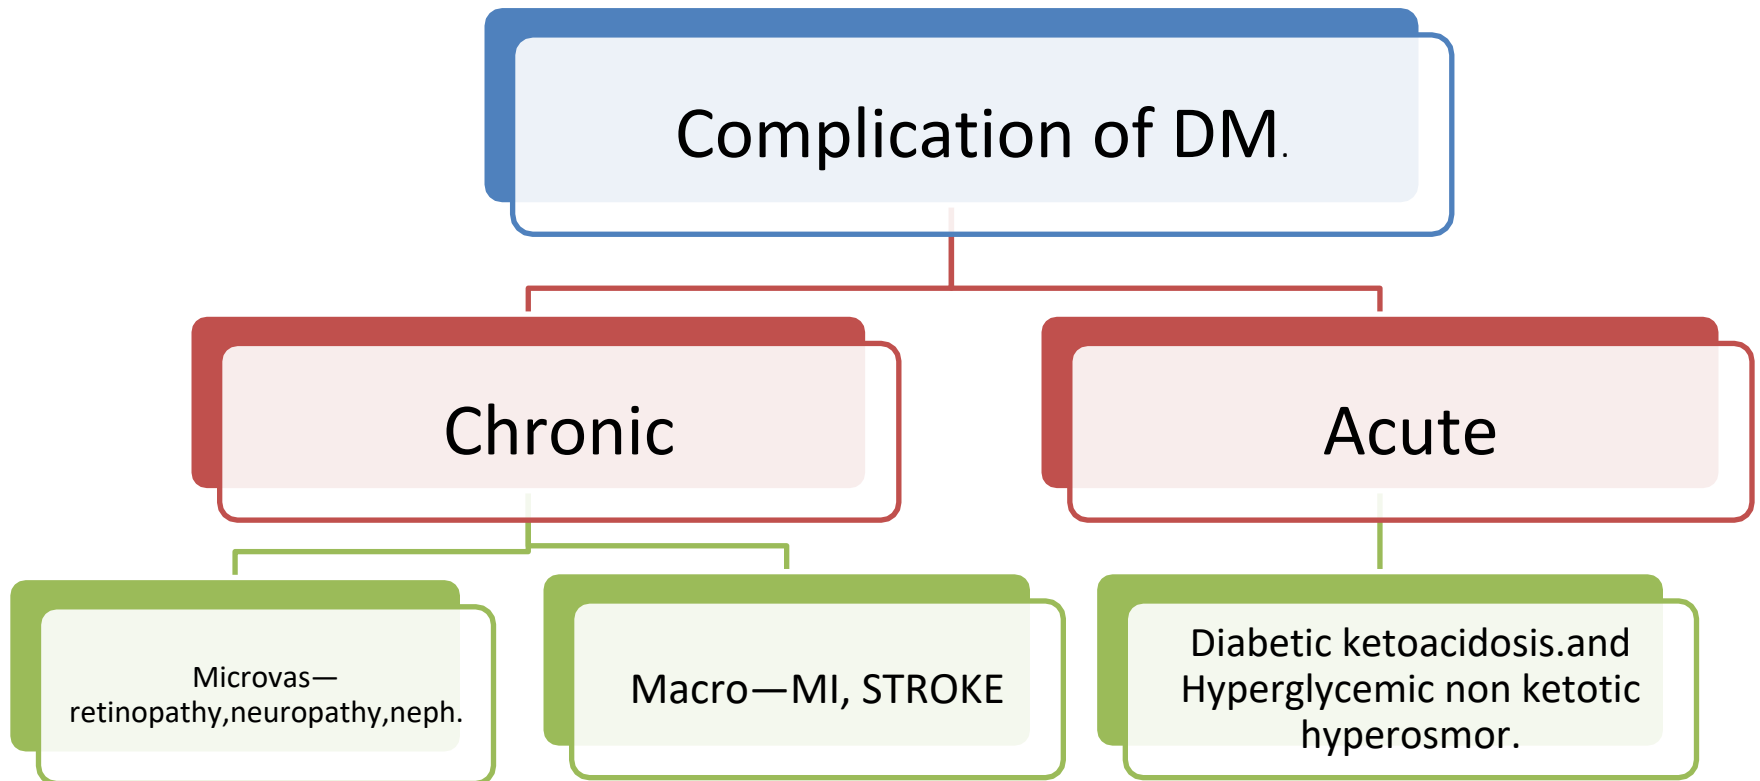 Complication of DM.
Chronic
Acute
Microvas—
retinopathy,neuropathy,neph.
Macro—MI, STROKE
Diabetic ketoacidosis.and
Hyperglycemic non ketotic
hyperosmor.